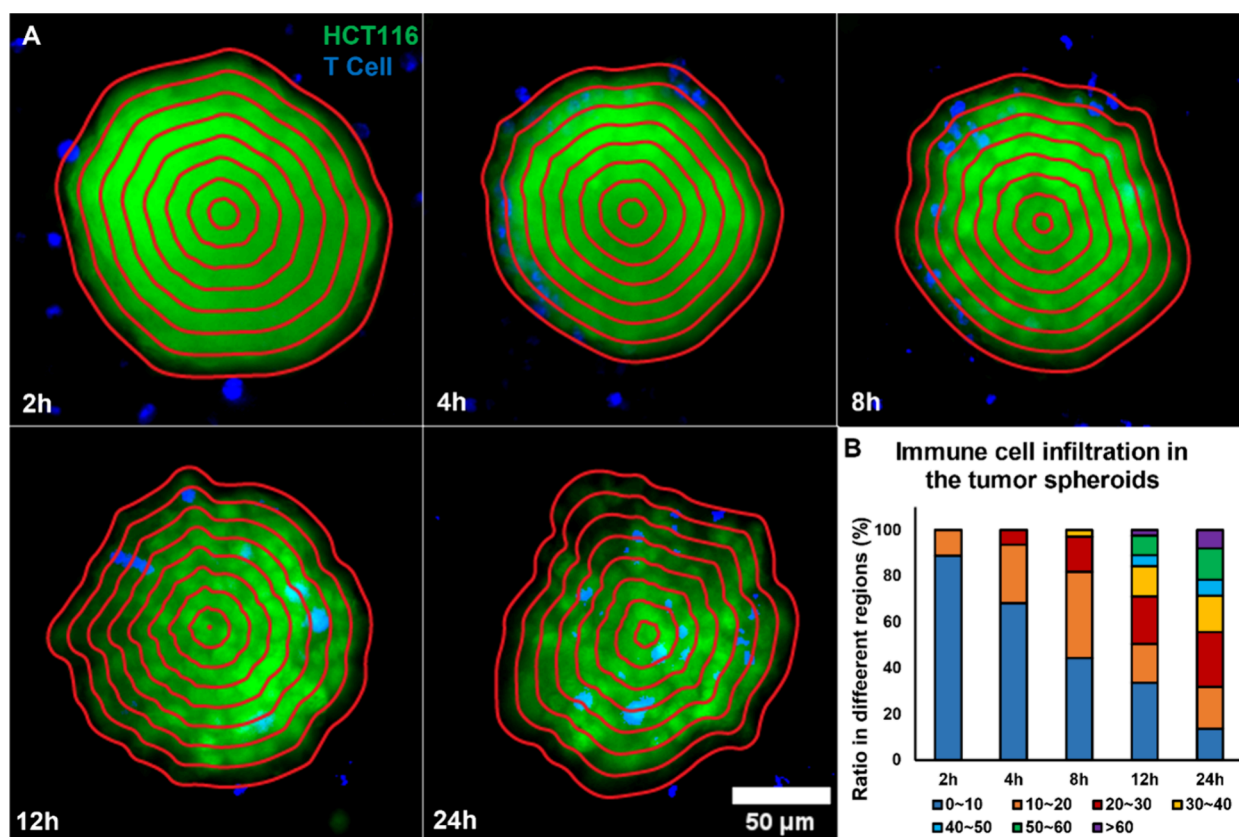 A
HCT116
T Cell
2h
4h
8h
12h
24h
50 µm
B
Immune cell infiltration in
the tumor spheroids
Ratio in diffeerent regions (%)
100
80
60
40
20
0
2h 4h 8h 12h 24h
0~10 10~20 20~30 30~40
40~50 50~60 >60